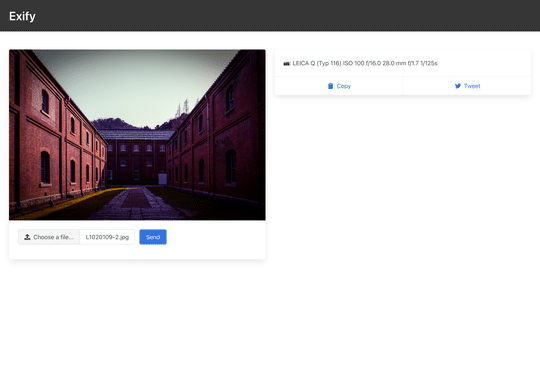 Exify
📷: LEICA Q (Typ 116) ISO 100 f/16.0 28.0 mm f/1.7 1/125s
Copy
Tweet
Choose a file...
L1020109-2.jpg
Send